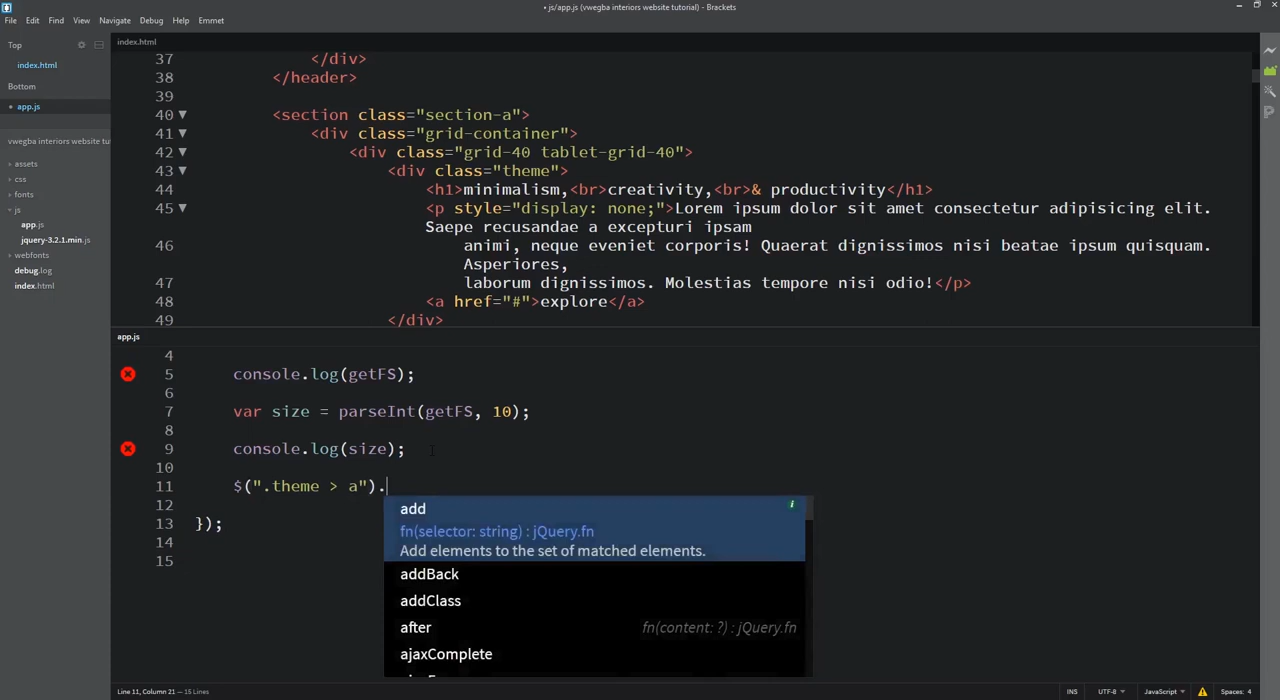 • js/app.js (vwegba interiors website tutorial) - Brackets
File Edit Find View Navigate Debug Help Emmet
Top
index.html
Bottom
• app.js
vwegba interiors website tut
assets
css
fonts
js
app.js
jquery-3.2.1.min.js
webfonts
debug.log
index.html
index.html
37 </div>
38 </header>
39
40 <section class="section-a">
41 <div class="grid-container">
42 <div class="grid-40 tablet-grid-40">
43 <div class="theme">
44 <h1>minimalism,<br>creativity,<br>& productivity</h1>
45 <p style="display: none;">Lorem ipsum dolor sit amet consectetur adipisicing elit.
Saepe recusandae a excepturi ipsam
46 animi, neque eveniet corporis! Quaerat dignissimos nisi beatae ipsum quisquam.
Asperiores,
47 laborum dignissimos. Molestias tempore nisi odio!</p>
48 <a href="#">explore</a>
49 </div>
app.js
4
5 console.log(getFS);
6
7 var size = parseInt(getFS, 10);
8
9 console.log(size);
10
11 $(".theme > a").
12
13 });
14
15
add
fn(selector: string) : jQuery.fn
Add elements to the set of matched elements.
addBack
addClass
after fn(content: ?) : jQuery.fn
ajaxComplete
Line 11, Column 21 — 15 Lines
INS UTF-8 JavaScript Spaces: 4